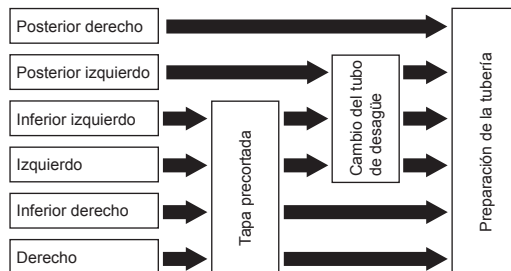 Posterior derecho
Posterior izquierdo
Inferior izquierdo
Izquierdo
Inferior derecho
Derecho
Tapa precortada
Cambio del tubo
de desagüe
Preparación de la tubería